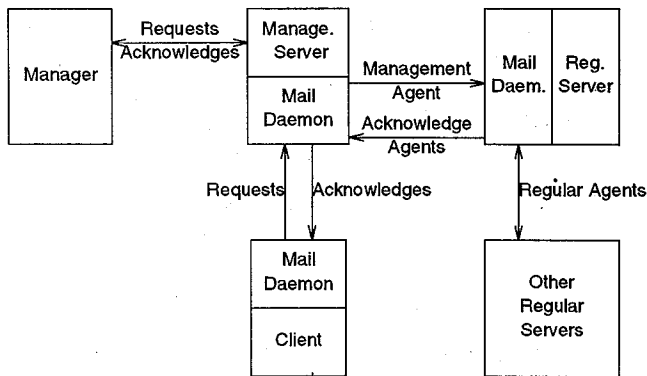 Manager
Requests
Acknowledges
Manage.
Server
Mail
Daemon
Management
Agent
Acknowledge
Agents
Mail
Daem.
Reg.
Server
Requests
Acknowledges
Regular Agents
Mail
Daemon
Client
Other
Regular
Servers